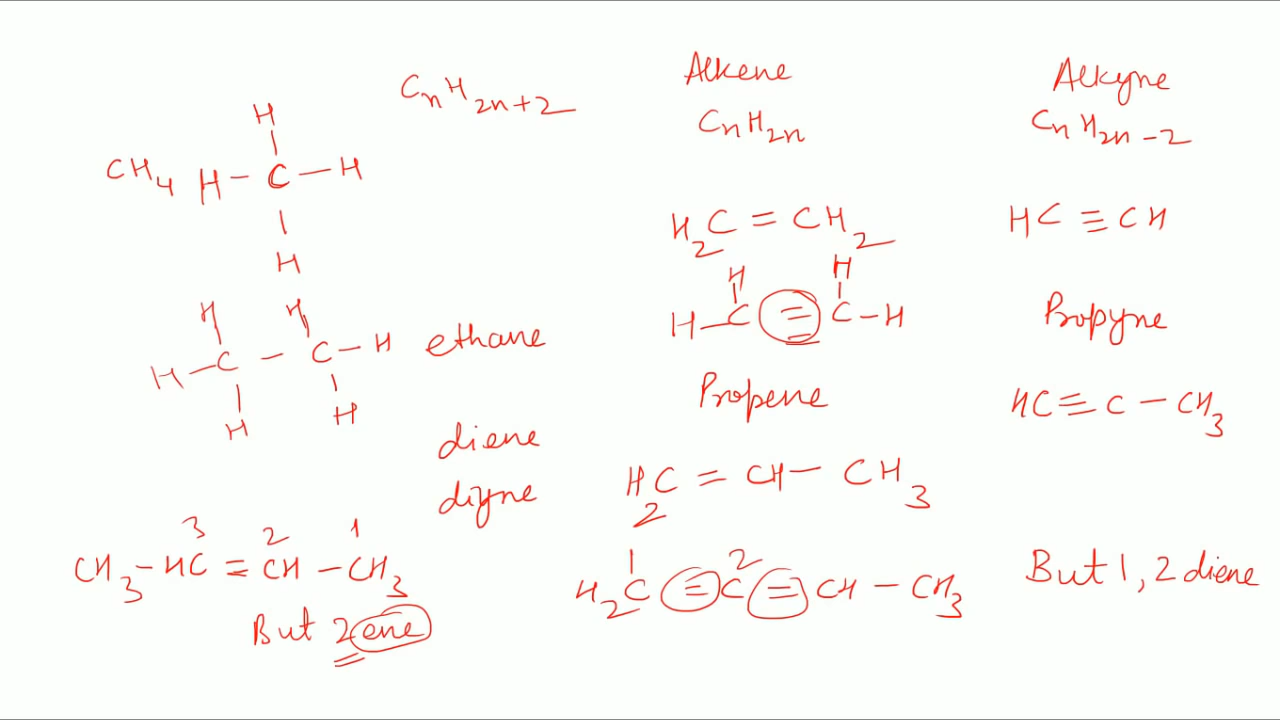 CnH2n+2
CH4
H
H - C - H
H
H H
H - C - C - H
H H
ethane
diene
diyne
3 2 1
CH3 - HC = CH - CH3
But 2 ene
Alkene
CnH2n
H2C = CH2
H H
H - C = C - H
Propene
H2C = CH - CH3
1 2
H2C = C = CH - CH3
Alkyne
CnH2n-2
HC ≡ CH
Propyne
HC ≡ C - CH3
But 1, 2 diene